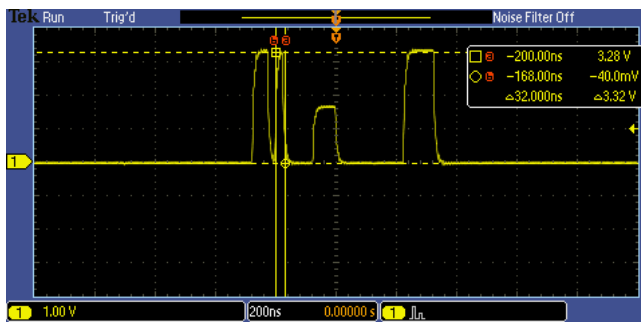 Tek Run Trig'd Noise Filter Off
T
a b
a -200.00ns 3.28 V
b -168.00ns -40.0mV
△32.000ns △3.32 V
1
T
1 1.00 V 200ns 0.00000 s 1